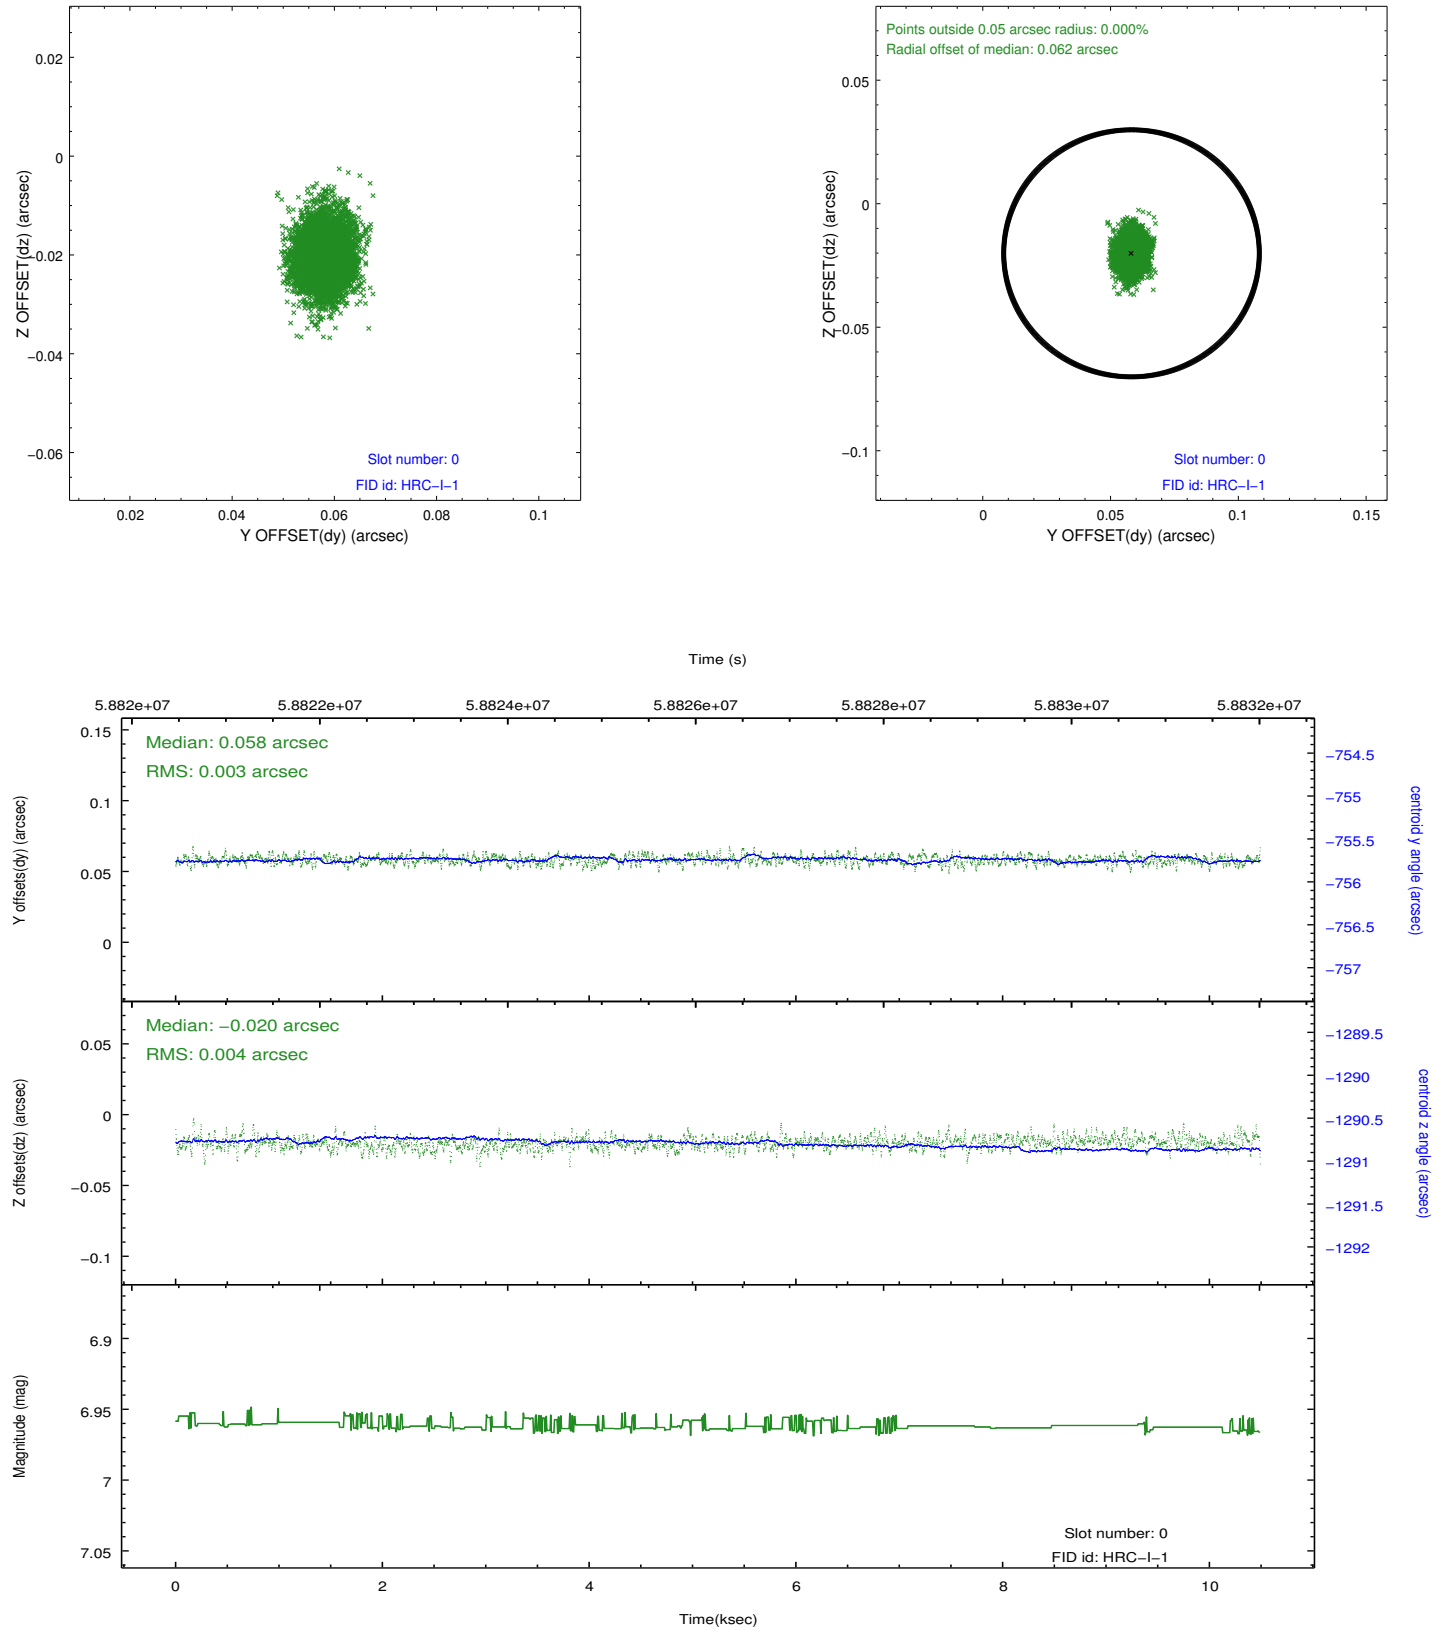 0.02
0
−0.02
−0.04
−0.06
Z OFFSET(dz) (arcsec)
Slot number: 0
FID id: HRC−I−1
0.02 0.04 0.06 0.08 0.1
Y OFFSET(dy) (arcsec)
Points outside 0.05 arcsec radius: 0.000%
Radial offset of median: 0.062 arcsec
0.05
0
−0.05
−0.1
Z OFFSET(dz) (arcsec)
Slot number: 0
FID id: HRC−I−1
0 0.05 0.1 0.15
Y OFFSET(dy) (arcsec)
Time (s)
5.882e+07 5.8822e+07 5.8824e+07 5.8826e+07 5.8828e+07 5.883e+07 5.8832e+07
Median: 0.058 arcsec
RMS: 0.003 arcsec
0.15
0.1
0.05
0
Y offsets(dy) (arcsec)
−754.5
−755
−755.5
−756
−756.5
−757
centroid y angle (arcsec)
Median: −0.020 arcsec
RMS: 0.004 arcsec
0.05
0
−0.05
−0.1
Z offsets(dz) (arcsec)
−1289.5
−1290
−1290.5
−1291
−1291.5
−1292
centroid z angle (arcsec)
6.9
6.95
7
7.05
Magnitude (mag)
Slot number: 0
FID id: HRC−I−1
0 2 4 6 8 10
Time(ksec)